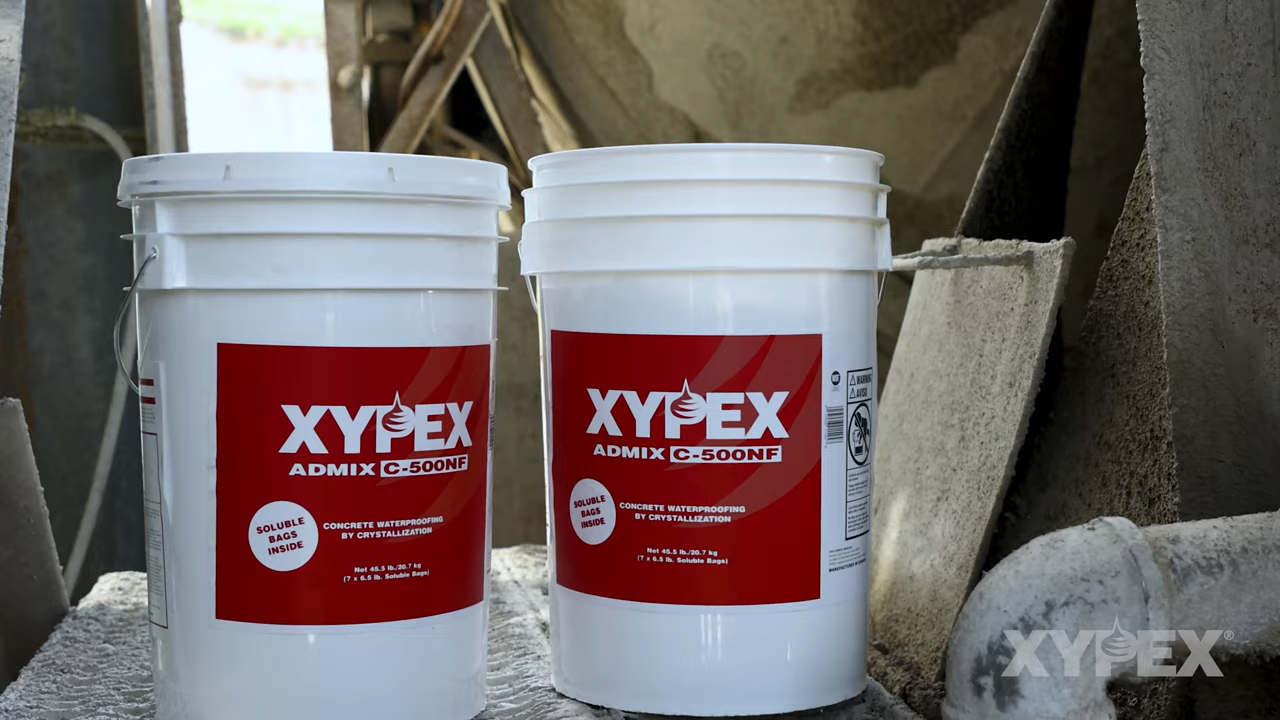 XYPEX
ADMIX C-500NF
SOLUBLE
BAGS
INSIDE
CONCRETE WATERPROOFING
BY CRYSTALLIZATION
Net 45.5 lb./20.7 kg
(7 x 6.5 lb. Soluble Bags)
XYPEX
ADMIX C-500NF
SOLUBLE
BAGS
INSIDE
CONCRETE WATERPROOFING
BY CRYSTALLIZATION
Net 45.5 lb./20.7 kg
(7 x 6.5 lb. Soluble Bags)
NSF
WARNING
AVISO
XYPEX®